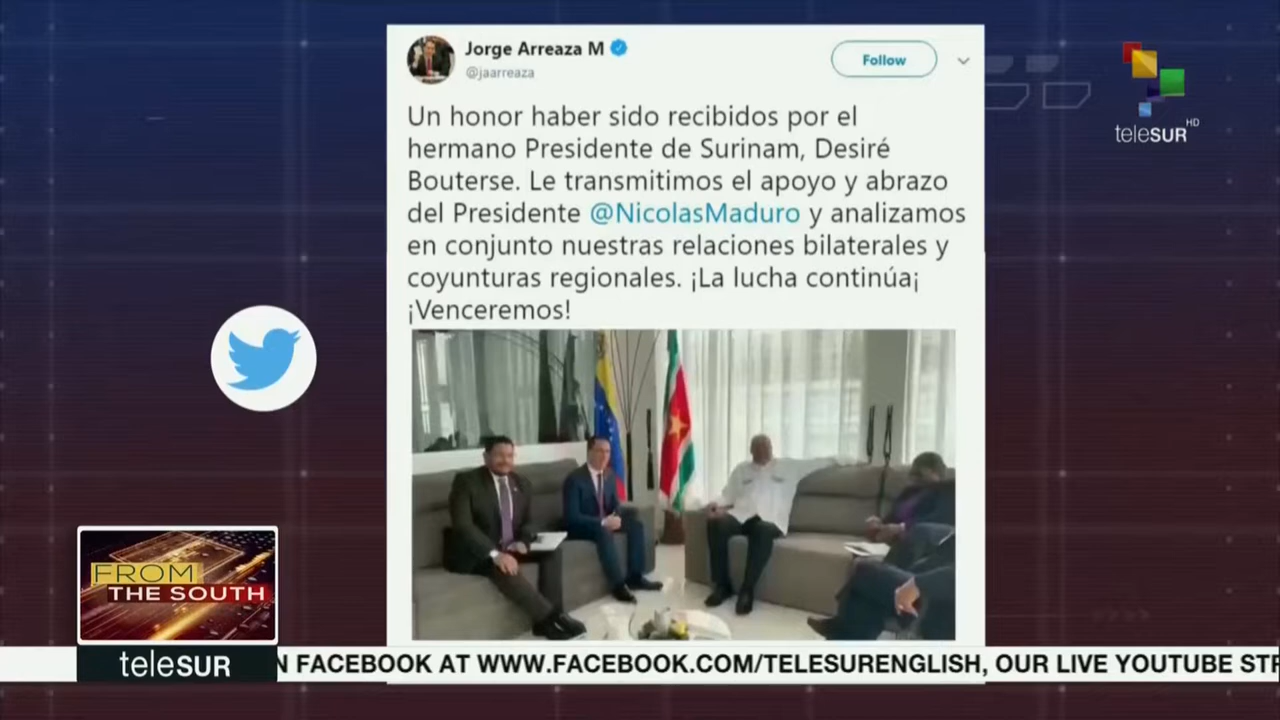 Jorge Arreaza M
@jaarreaza
Follow
Un honor haber sido recibidos por el
hermano Presidente de Surinam, Desiré
Bouterse. Le transmitimos el apoyo y abrazo
del Presidente @NicolasMaduro y analizamos
en conjunto nuestras relaciones bilaterales y
coyunturas regionales. ¡La lucha continúa¡
¡Venceremos!
teleSUR HD
FROM
THE SOUTH
teleSUR
N FACEBOOK AT WWW.FACEBOOK.COM/TELESURENGLISH, OUR LIVE YOUTUBE STR